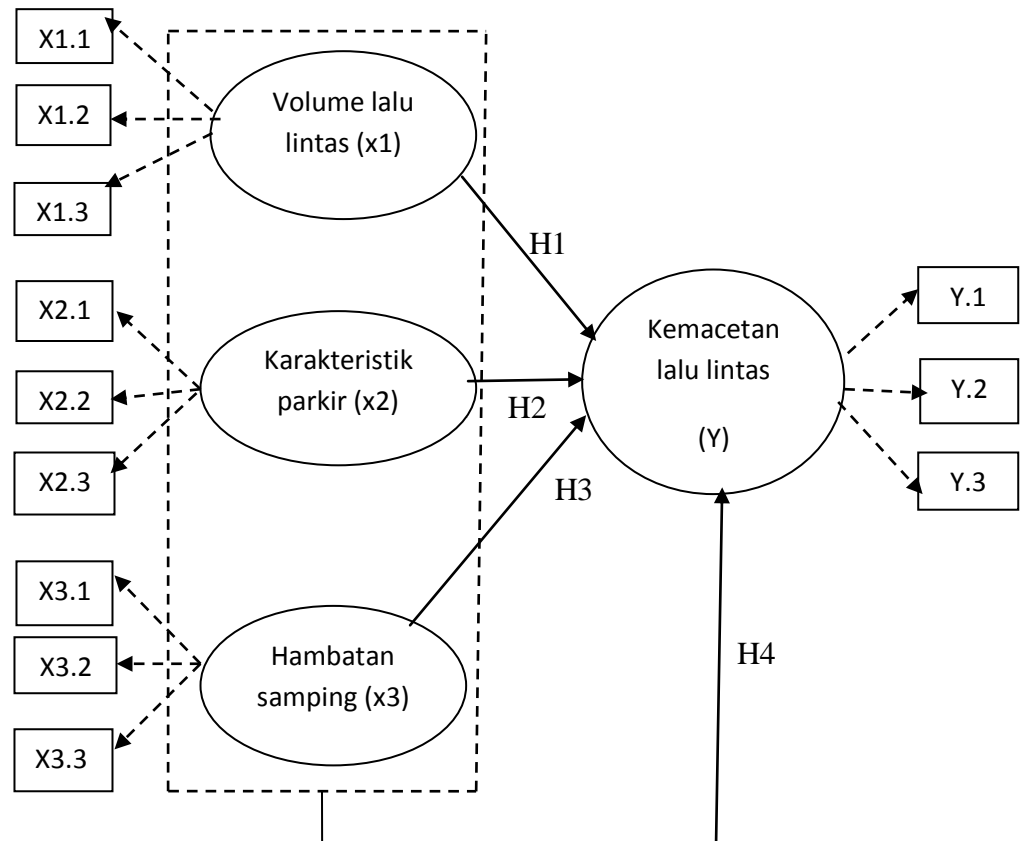 X1.1
X1.2
X1.3
Volume lalu
lintas (x1)
H1
X2.1
X2.2
X2.3
Karakteristik
parkir (x2)
H2
Kemacetan
lalu lintas
(Y)
Y.1
Y.2
Y.3
H3
X3.1
X3.2
X3.3
Hambatan
samping (x3)
H4